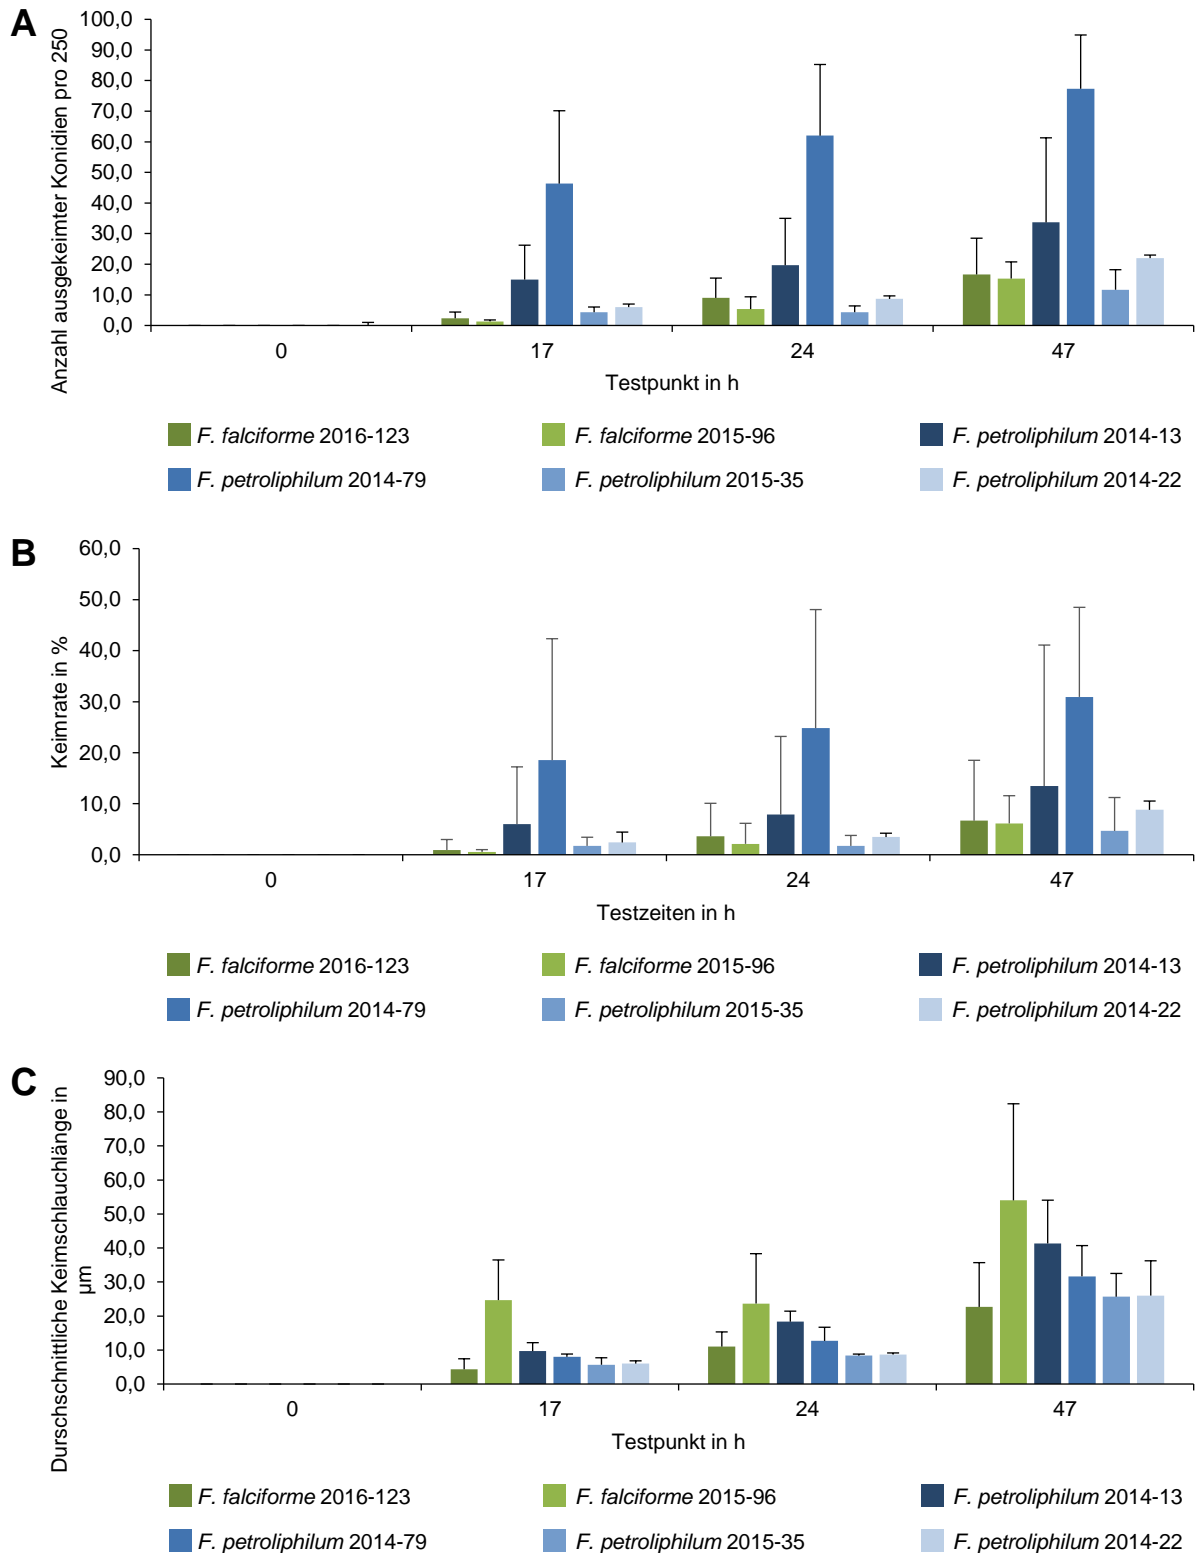 A
Anzahl ausgekeimter Konidien pro 250
100,0
90,0
80,0
70,0
60,0
50,0
40,0
30,0
20,0
10,0
0,0
0 17 24 47
Testpunkt in h
F. falciforme 2016-123 F. falciforme 2015-96 F. petroliphilum 2014-13
F. petroliphilum 2014-79 F. petroliphilum 2015-35 F. petroliphilum 2014-22
B
Keimrate in %
60,0
50,0
40,0
30,0
20,0
10,0
0,0
0 17 24 47
Testzeiten in h
F. falciforme 2016-123 F. falciforme 2015-96 F. petroliphilum 2014-13
F. petroliphilum 2014-79 F. petroliphilum 2015-35 F. petroliphilum 2014-22
C
Durschschnittliche Keimschlauchlänge in
µm
90,0
80,0
70,0
60,0
50,0
40,0
30,0
20,0
10,0
0,0
0 17 24 47
Testpunkt in h
F. falciforme 2016-123 F. falciforme 2015-96 F. petroliphilum 2014-13
F. petroliphilum 2014-79 F. petroliphilum 2015-35 F. petroliphilum 2014-22